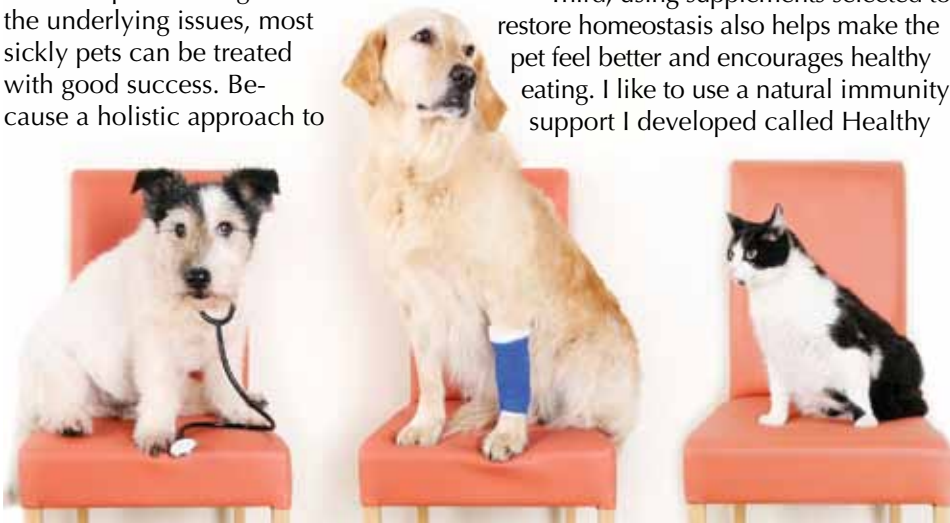 the underlying issues, most
sickly pets can be treated
with good success. Be-
cause a holistic approach to
restore homeostasis also helps make the
pet feel better and encourages healthy
eating. I like to use a natural immunity
support I developed called Healthy